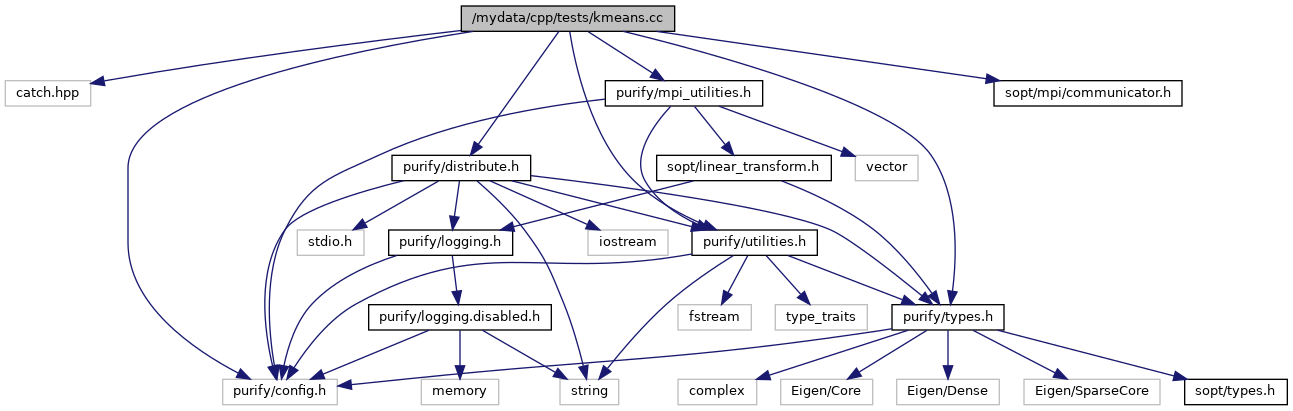 /mydata/cpp/tests/kmeans.cc
catch.hpp
purify/mpi_utilities.h
sopt/mpi/communicator.h
purify/distribute.h
sopt/linear_transform.h
vector
stdio.h
purify/logging.h
iostream
purify/utilities.h
purify/logging.disabled.h
fstream
type_traits
purify/types.h
purify/config.h
memory
string
complex
Eigen/Core
Eigen/Dense
Eigen/SparseCore
sopt/types.h